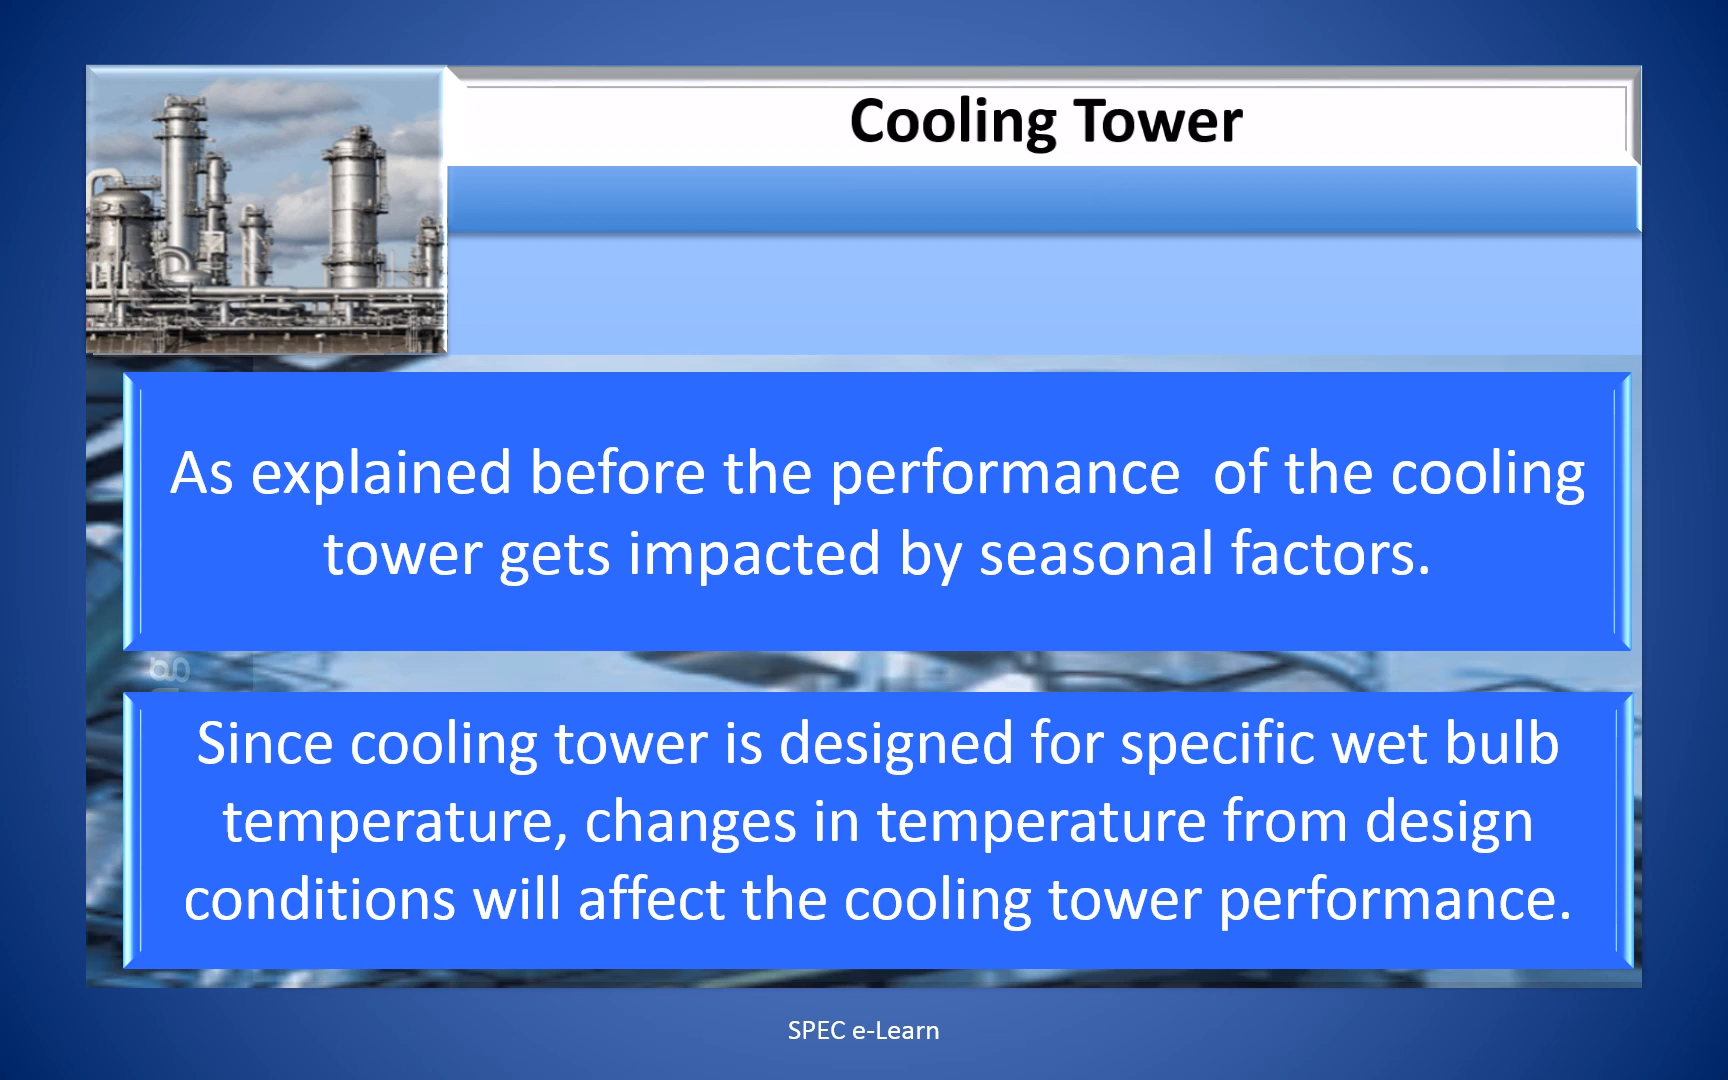 Cooling Tower
As explained before the performance  of the cooling
tower gets impacted by seasonal factors.
Since cooling tower is designed for specific wet bulb
temperature, changes in temperature from design
conditions will affect the cooling tower performance.
SPEC e-Learn